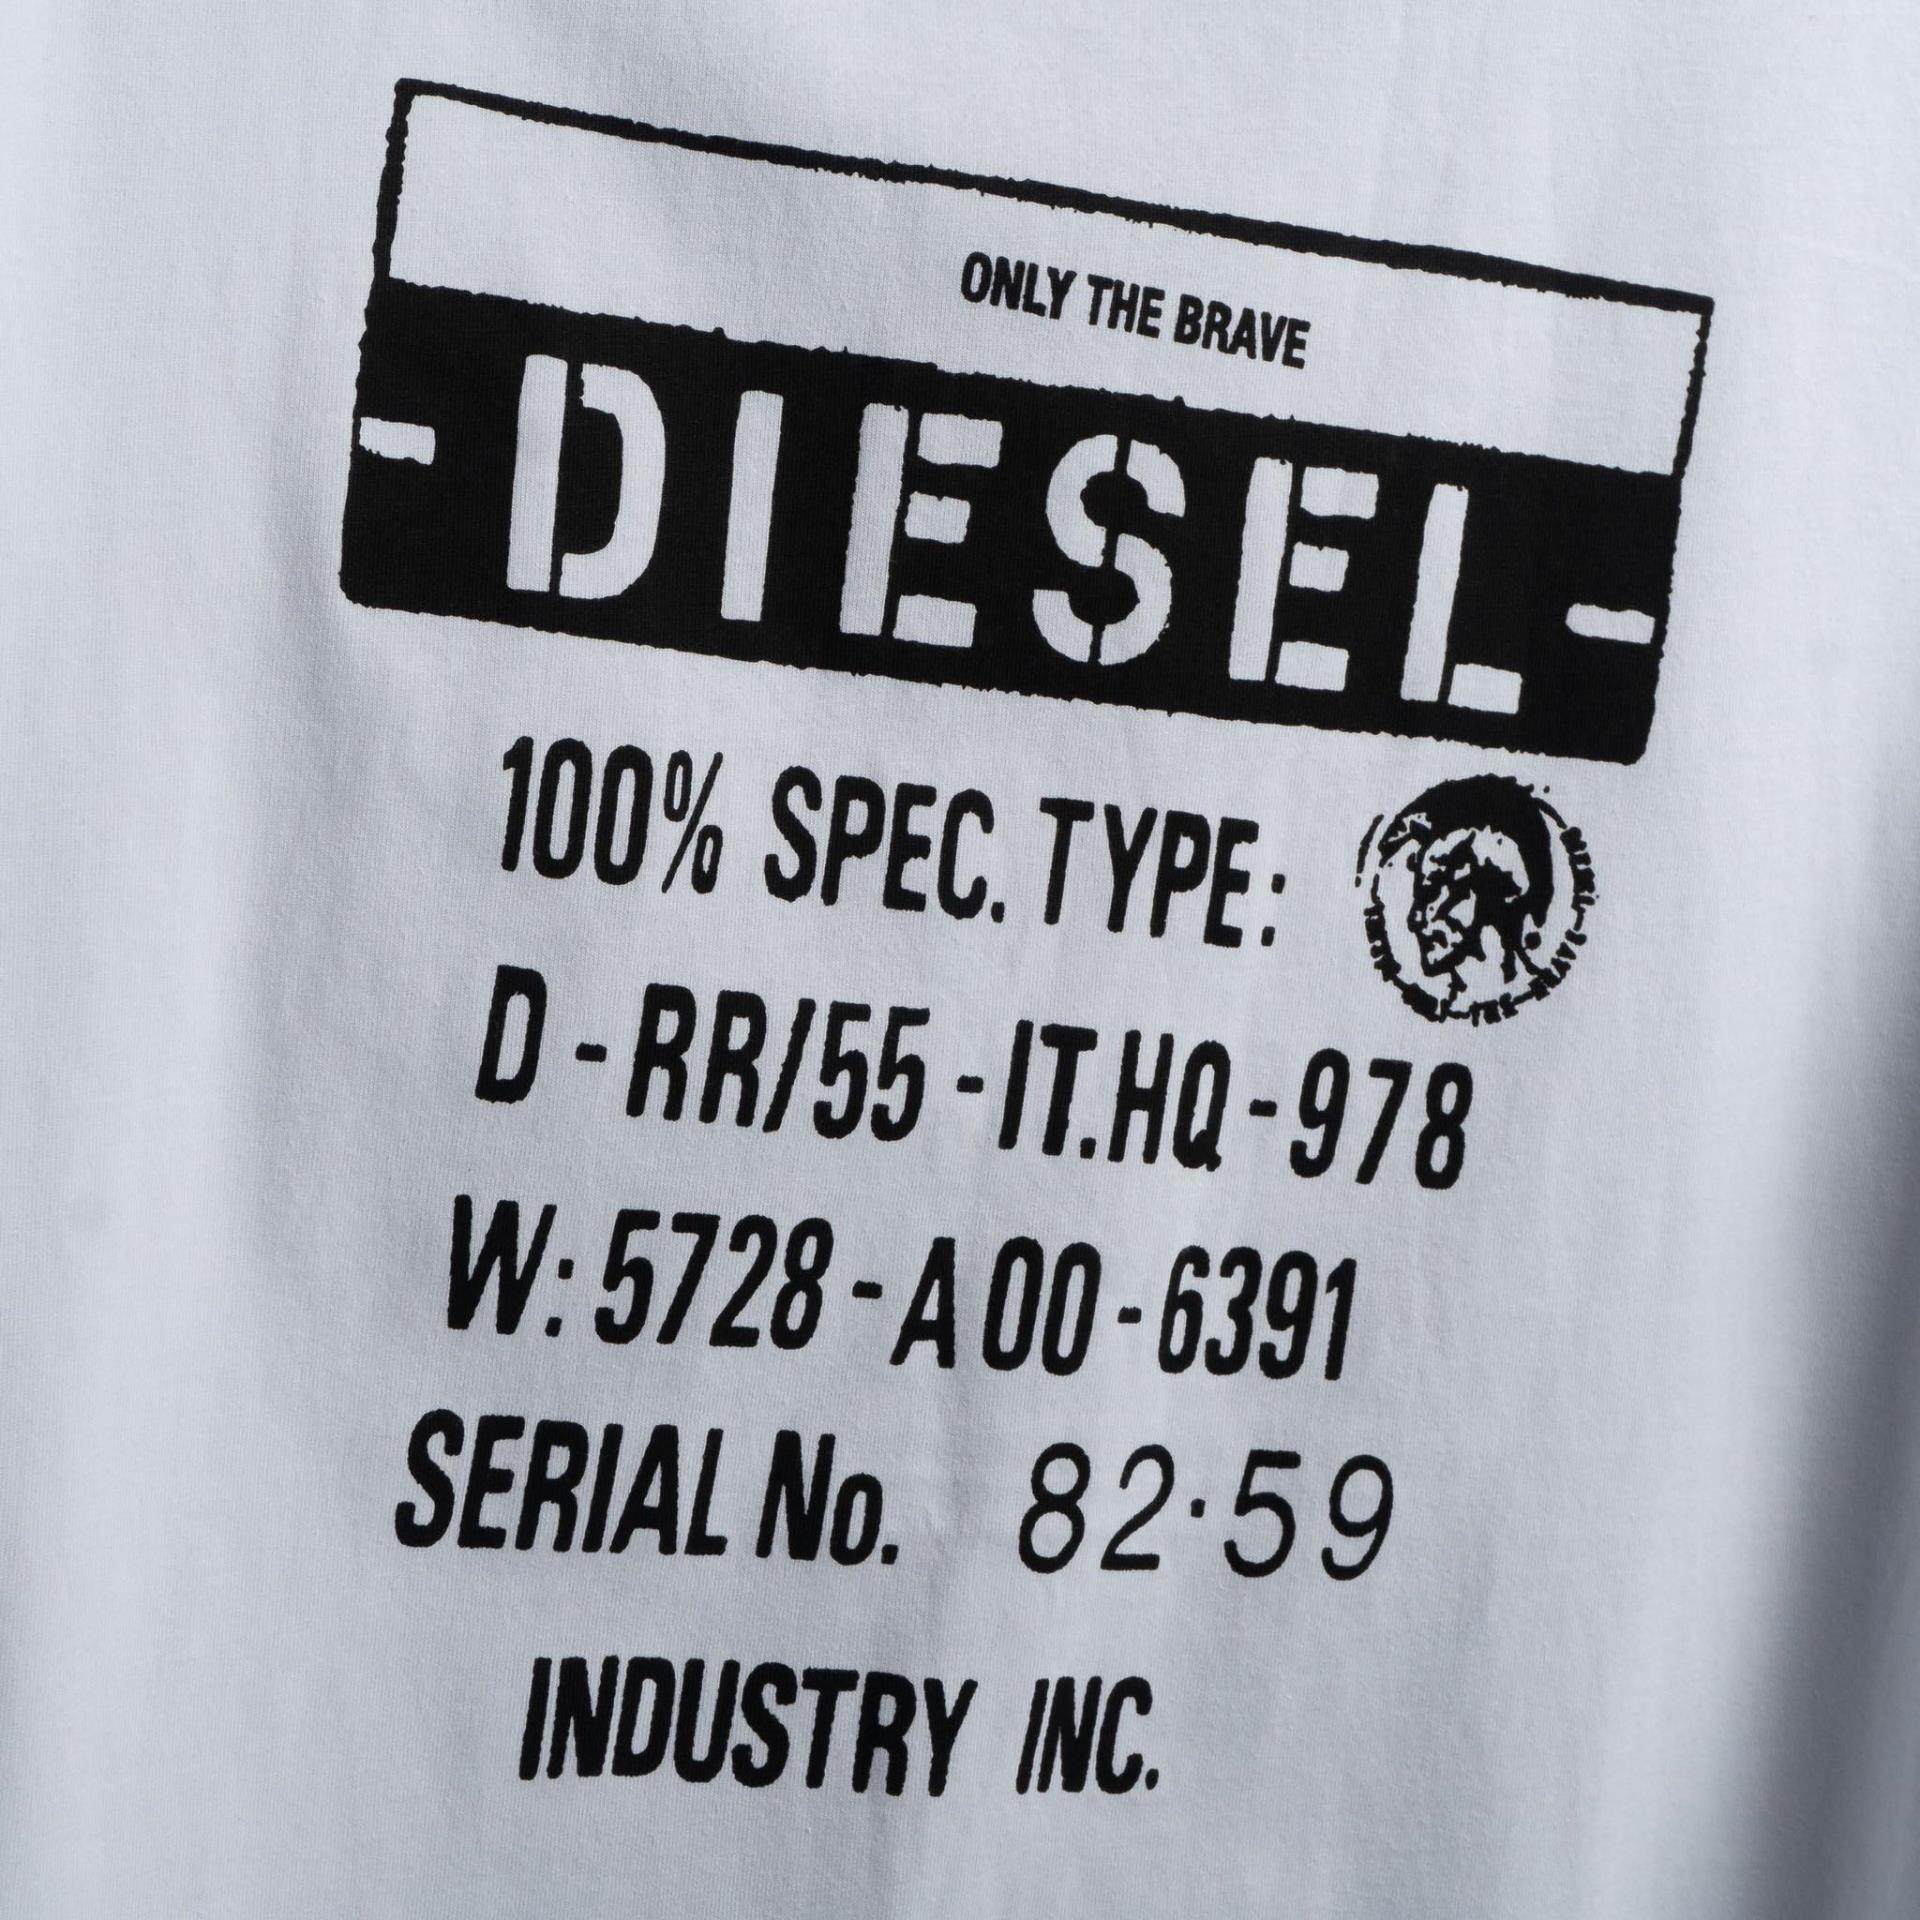 ONLY THE BRAVE
- DIESEL -
100% SPEC. TYPE:
D - RR/55 - IT.HQ - 978
W: 5728 - A 00 - 6391
SERIAL No. 82·59
INDUSTRY INC.